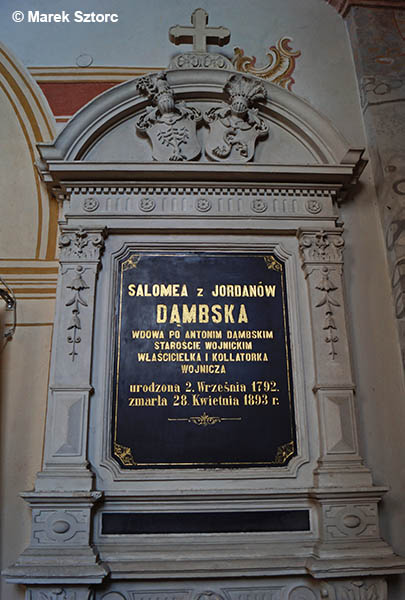 © Marek Sztorc
SALOMEA z JORDANÓW
DĄMBSKA
WDOWA PO ANTONIM DĄMBSKIM
STAROŚCIE WOJNICKIM
WŁAŚCICIELKA I KOLLATORKA
WOJNICZA
urodzona 2. Września 1792.
zmarła 28. Kwietnia 1893 r.